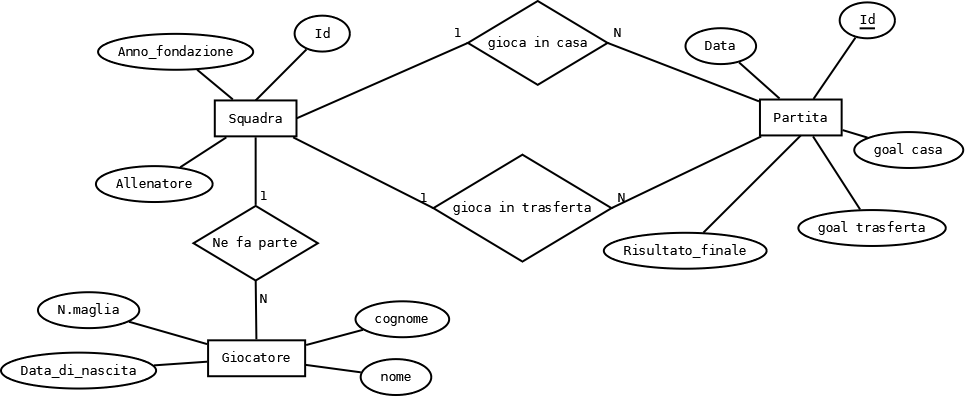 Id
Id
1
gioca in casa
N
Data
Anno_fondazione
Squadra
Partita
goal casa
Allenatore
1
1
gioca in trasferta
N
goal trasferta
Ne fa parte
Risultato_finale
N
N.maglia
cognome
Giocatore
Data_di_nascita
nome